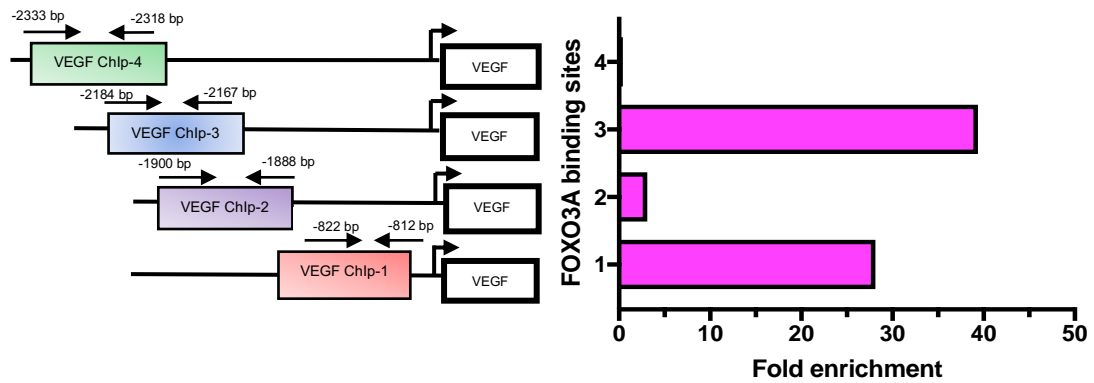 -2333 bp
-2318 bp
VEGF ChIp-4
VEGF
-2184 bp
-2167 bp
VEGF ChIp-3
VEGF
-1900 bp
-1888 bp
VEGF ChIp-2
VEGF
-822 bp
-812 bp
VEGF ChIp-1
VEGF
FOXO3A binding sites
4
3
2
1
0 10 20 30 40 50
Fold enrichment